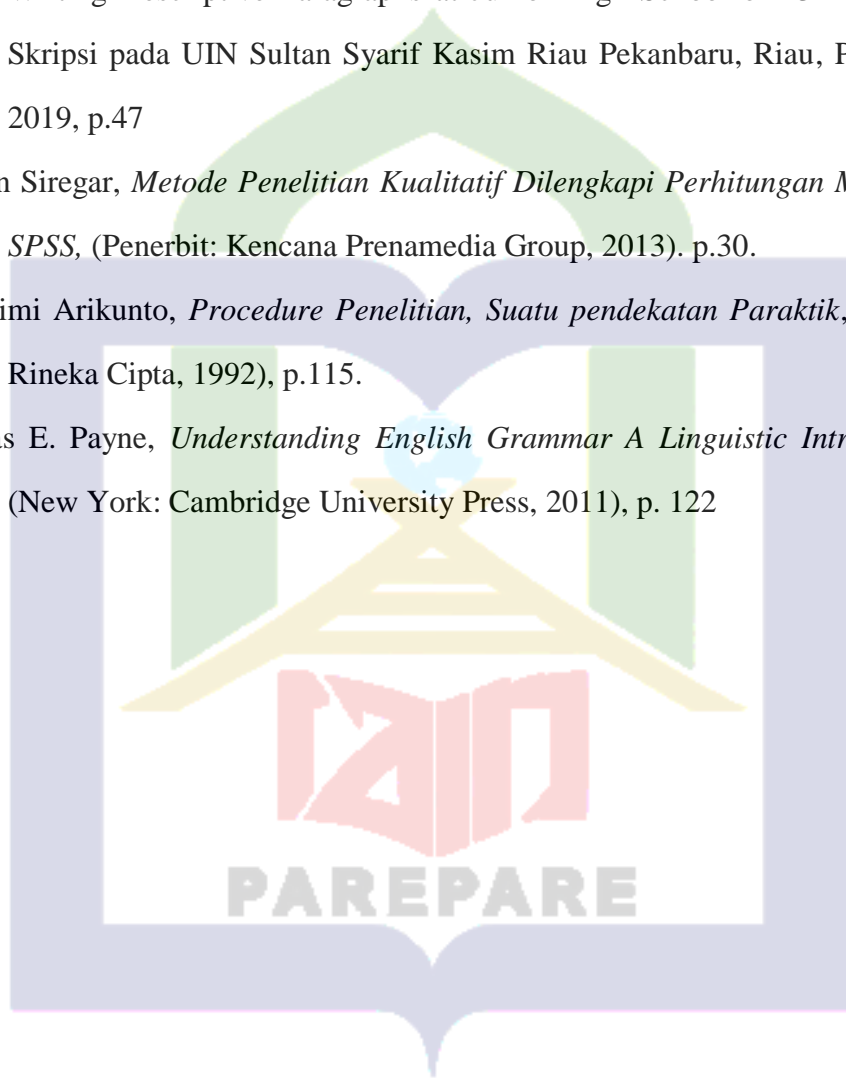 Skripsi pada UIN Sultan Syarif Kasim Riau Pekanbaru, Riau,
2019, p.47
Siregar, Metode Penelitian Kualitatif Dilengkapi Perhitungan
SPSS, (Penerbit: Kencana Prenamedia Group, 2013). p.30.
Arikunto, Procedure Penelitian, Suatu pendekatan Paraktik,
Rineka Cipta, 1992), p.115.
E. Payne, Understanding English Grammar A Linguistic
(New York: Cambridge University Press, 2011), p. 122
iain
PAREPARE